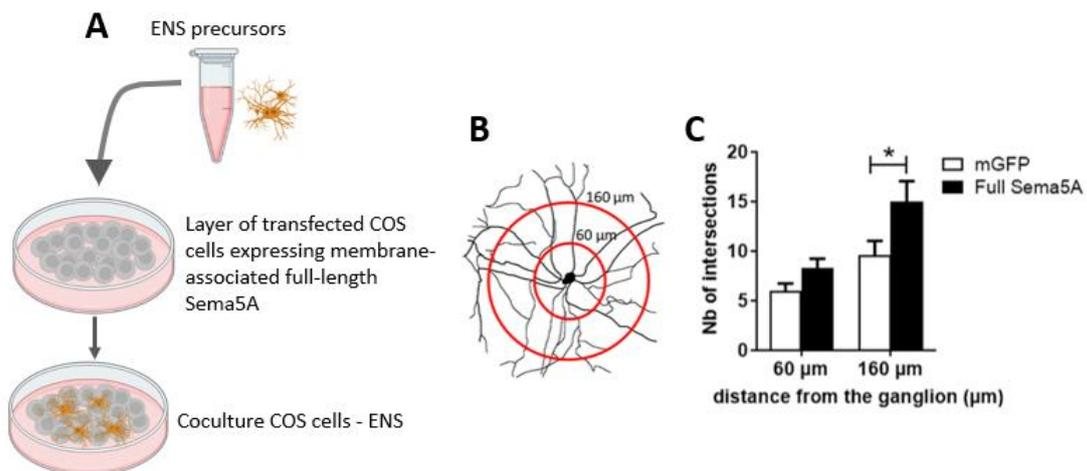 A
ENS precursors
Layer of transfected COS
cells expressing membrane-
associated full-length
Sema5A
Coculture COS cells - ENS
B
160 µm
60 µm
C
Nb of intersections
20
15
10
5
0
*
mGFP
Full Sema5A
60 µm
160 µm
distance from the ganglion (µm)